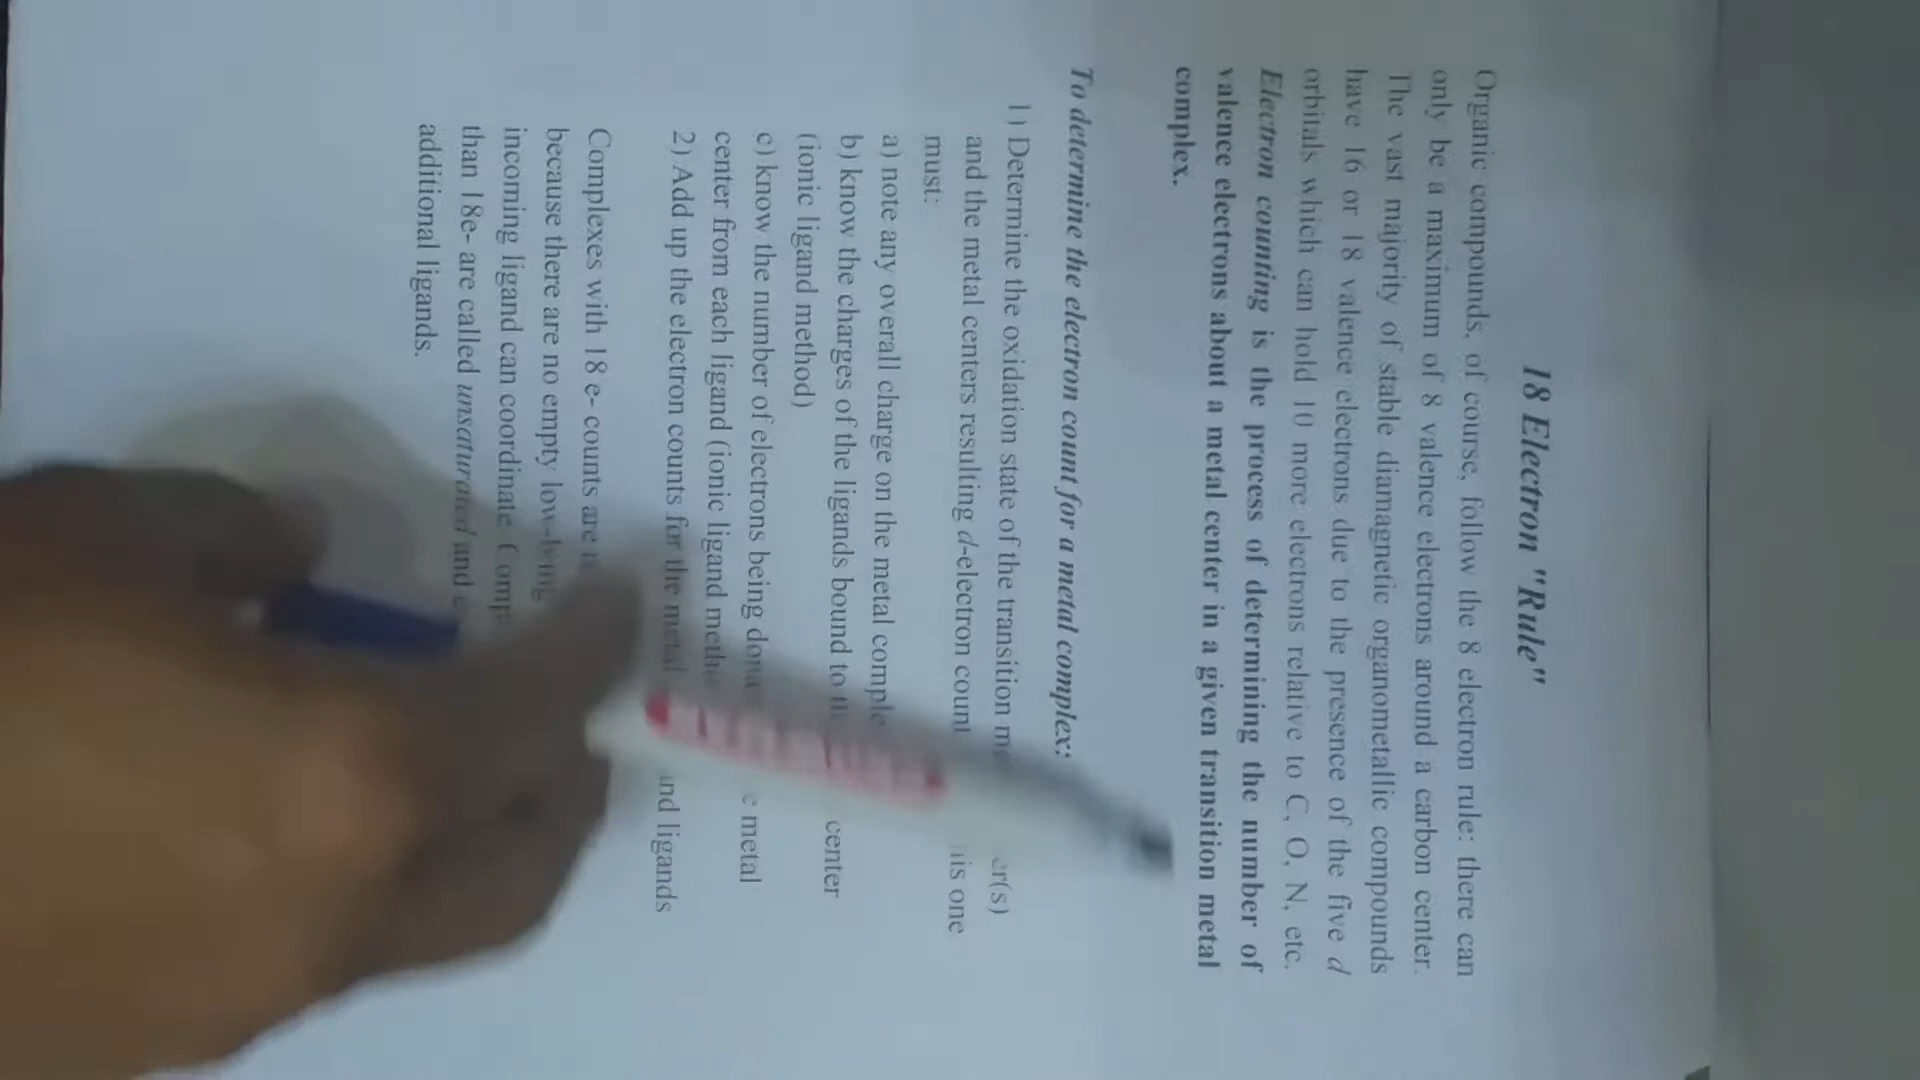 18 Electron "Rule"
Organic compounds, of course, follow the 8 electron rule: there can
only be a maximum of 8 valence electrons around a carbon center.
The vast majority of stable diamagnetic organometallic compounds
have 16 or 18 valence electrons due to the presence of the five d
orbitals which can hold 10 more electrons relative to C, O, N, etc.
Electron counting is the process of determining the number of
valence electrons about a metal center in a given transition metal
complex.
To determine the electron count for a metal complex:
1) Determine the oxidation state of the transition
and the metal centers resulting d-electron count one
must:
a) note any overall charge on the metal
b) know the charges of the ligands bound to center
(ionic ligand method)
c) know the number of electrons being metal
center from each ligand (ionic ligand
2) Add up the electron counts for the metal ligands
Complexes with 18 e- counts are
because there are no empty
incoming ligand can coordinate.
than 18e- are called unsaturated and
additional ligands.